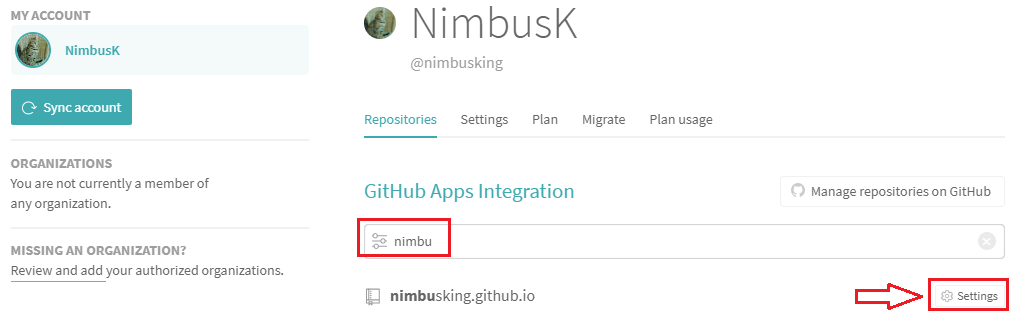 MY ACCOUNT
NimbusK
Sync account
ORGANIZATIONS
You are not currently a member of
any organization.
MISSING AN ORGANIZATION?
Review and add your authorized organizations.
NimbusK
@nimbusking
Repositories Settings Plan Migrate Plan usage
GitHub Apps Integration
Manage repositories on GitHub
nimbu
nimbusking.github.io
Settings